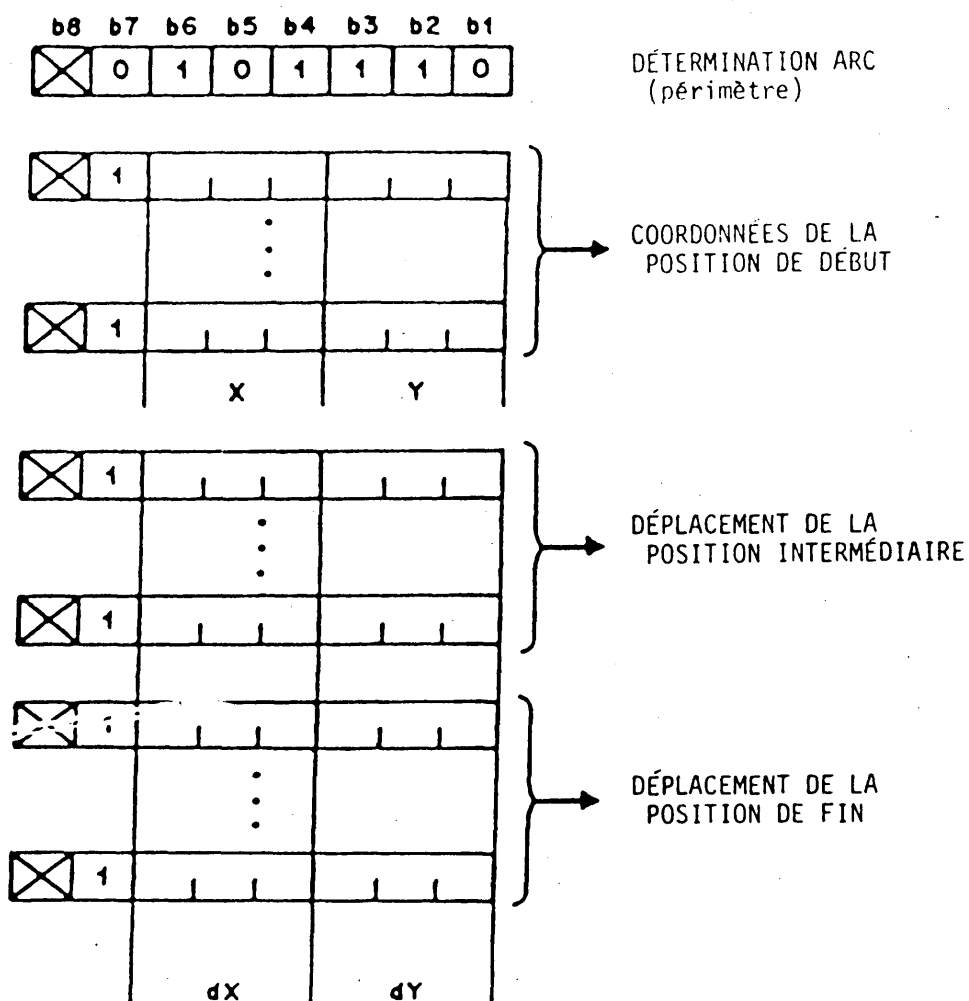 b8 b7 b6 b5 b4 b3 b2 b1
0 1 0 1 1 1 0
DÉTERMINATION ARC
(périmètre)
1
COORDONNÉES DE LA
POSITION DE DÉBUT
1
X Y
1
DÉPLACEMENT DE LA
POSITION INTERMÉDIAIRE
1
DÉPLACEMENT DE LA
POSITION DE FIN
1
dX dY